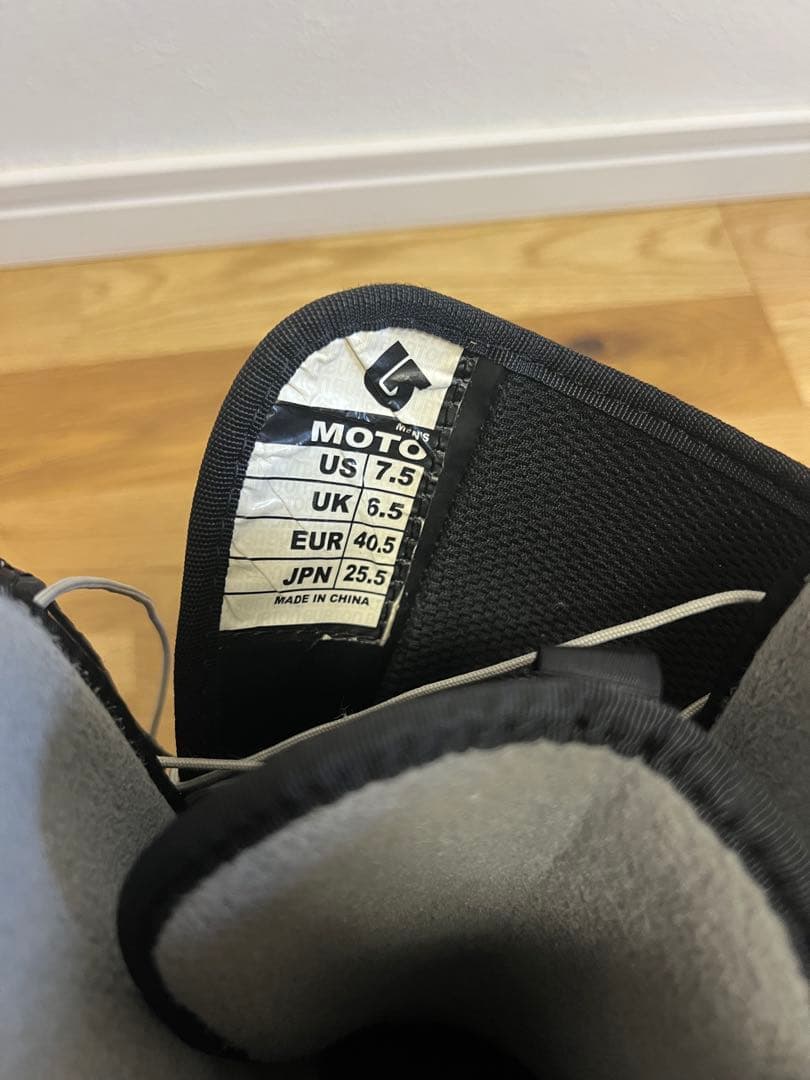 MEN'S
MOTO
US 7.5
UK 6.5
EUR 40.5
JPN 25.5
MADE IN CHINA